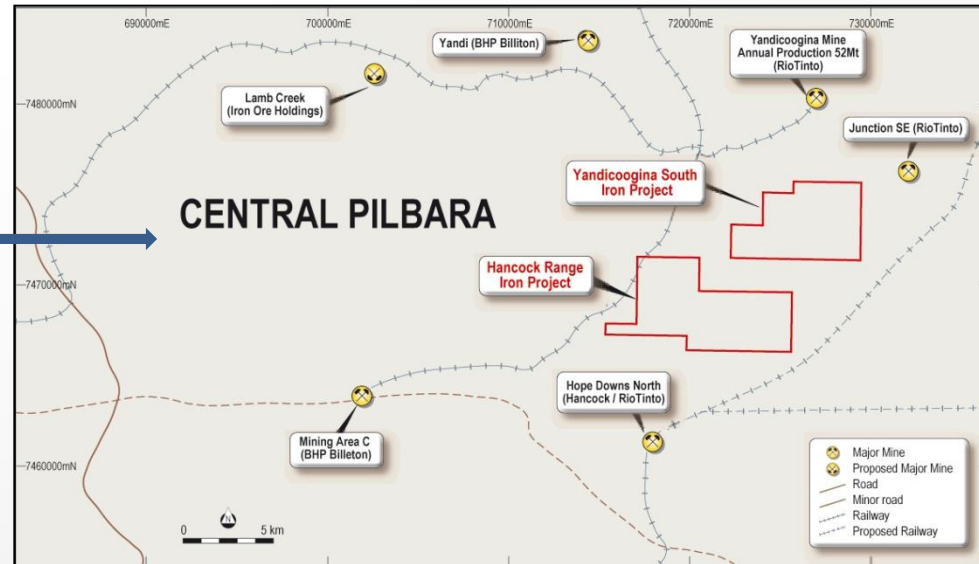 690000mE
700000mE
710000mE
720000mE
730000mE
Yandi (BHP Billiton)
Yandicoogina Mine
Annual Production 52Mt
(RioTinto)
Lamb Creek
(Iron Ore Holdings)
7480000mN
Junction SE (RioTinto)
Yandicoogina South
Iron Project
CENTRAL PILBARA
Hancock Range
Iron Project
7470000mN
Hope Downs North
(Hancock / RioTinto)
Mining Area C
(BHP Billeton)
7460000mN
N
0 5 km
Major Mine
Proposed Major Mine
Road
Minor road
Railway
Proposed Railway